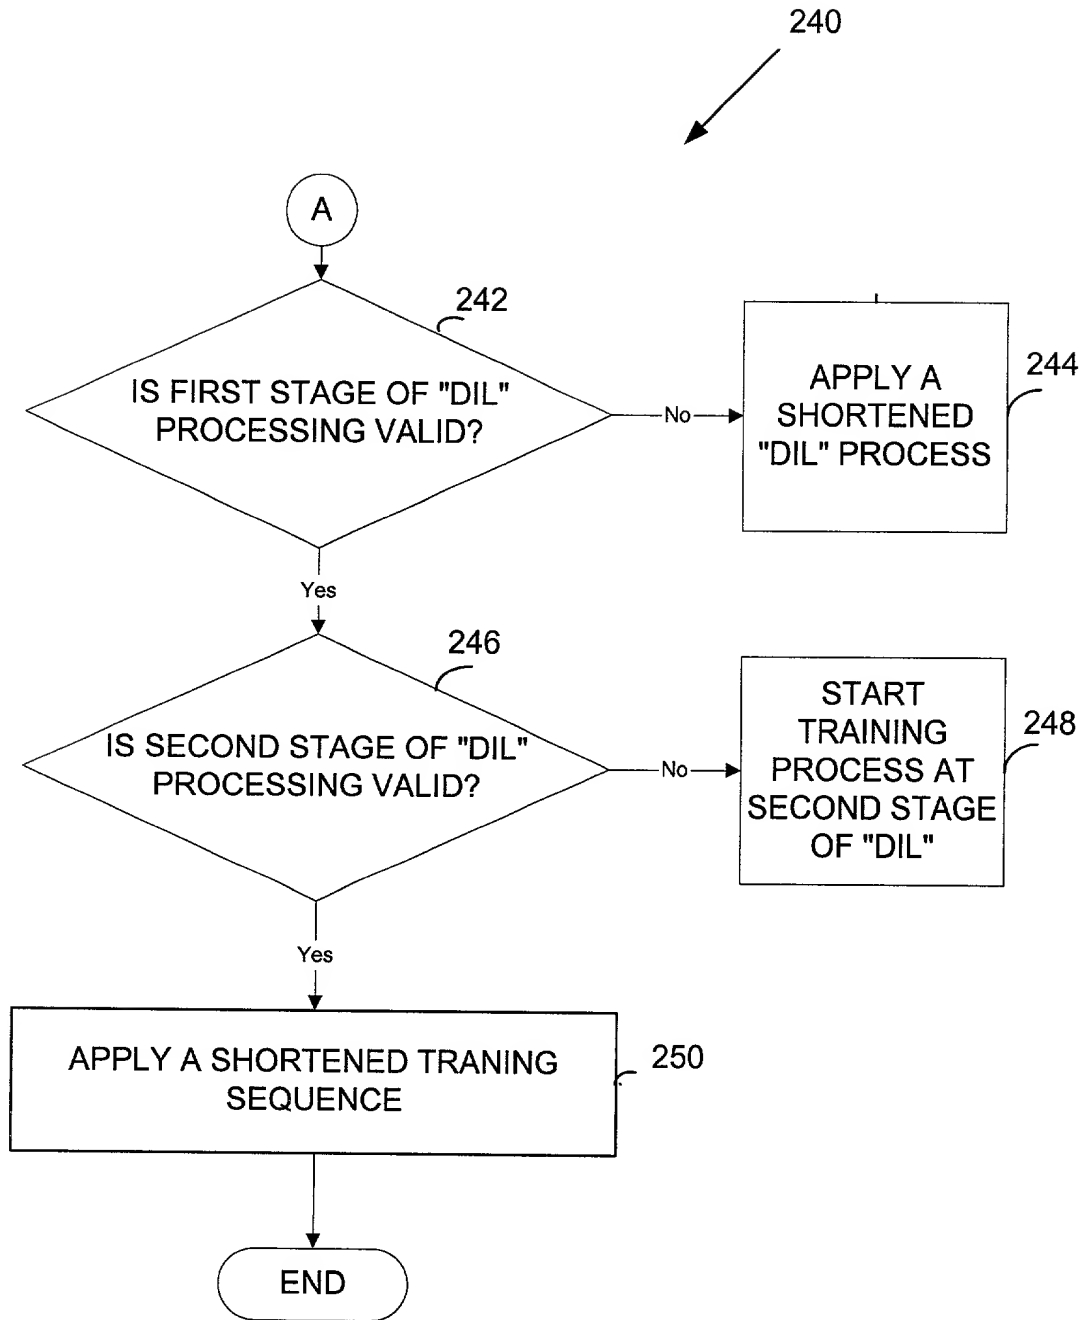 240
A
242
IS FIRST STAGE OF "DIL"
PROCESSING VALID?
No
APPLY A
SHORTENED
"DIL" PROCESS
244
Yes
246
IS SECOND STAGE OF "DIL"
PROCESSING VALID?
No
START
TRAINING
PROCESS AT
SECOND STAGE
OF "DIL"
248
Yes
APPLY A SHORTENED TRANING
SEQUENCE
250
END